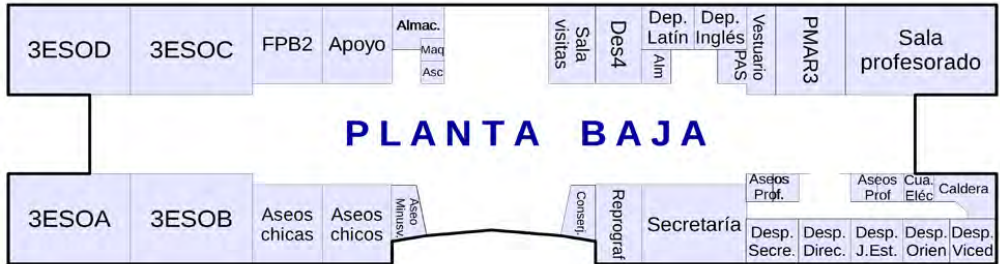 3ESOD
3ESOC
FPB2
Apoyo
Almac.
Maq
Asc
Sala
visitas
Des4
Dep.
Latín
Alm
Dep.
Inglés
Vestuario
PAS
PMAR3
Sala
profesorado
PLANTA BAJA
3ESOA
3ESOB
Aseos
chicas
Aseos
chicos
Aseo
Minusv.
Conserj.
Reprograf
Secretaría
Aseos
Prof.
Aseos
Prof
Cua.
Eléc
Caldera
Desp.
Secre.
Desp.
Direc.
Desp.
J.Est.
Desp.
Orien
Desp.
Viced